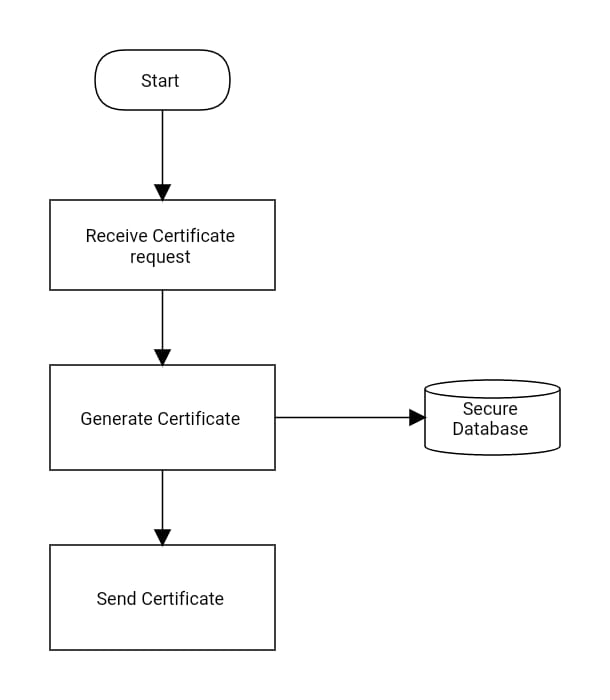 Start
Receive Certificate
request
Generate Certificate
Secure
Database
Send Certificate